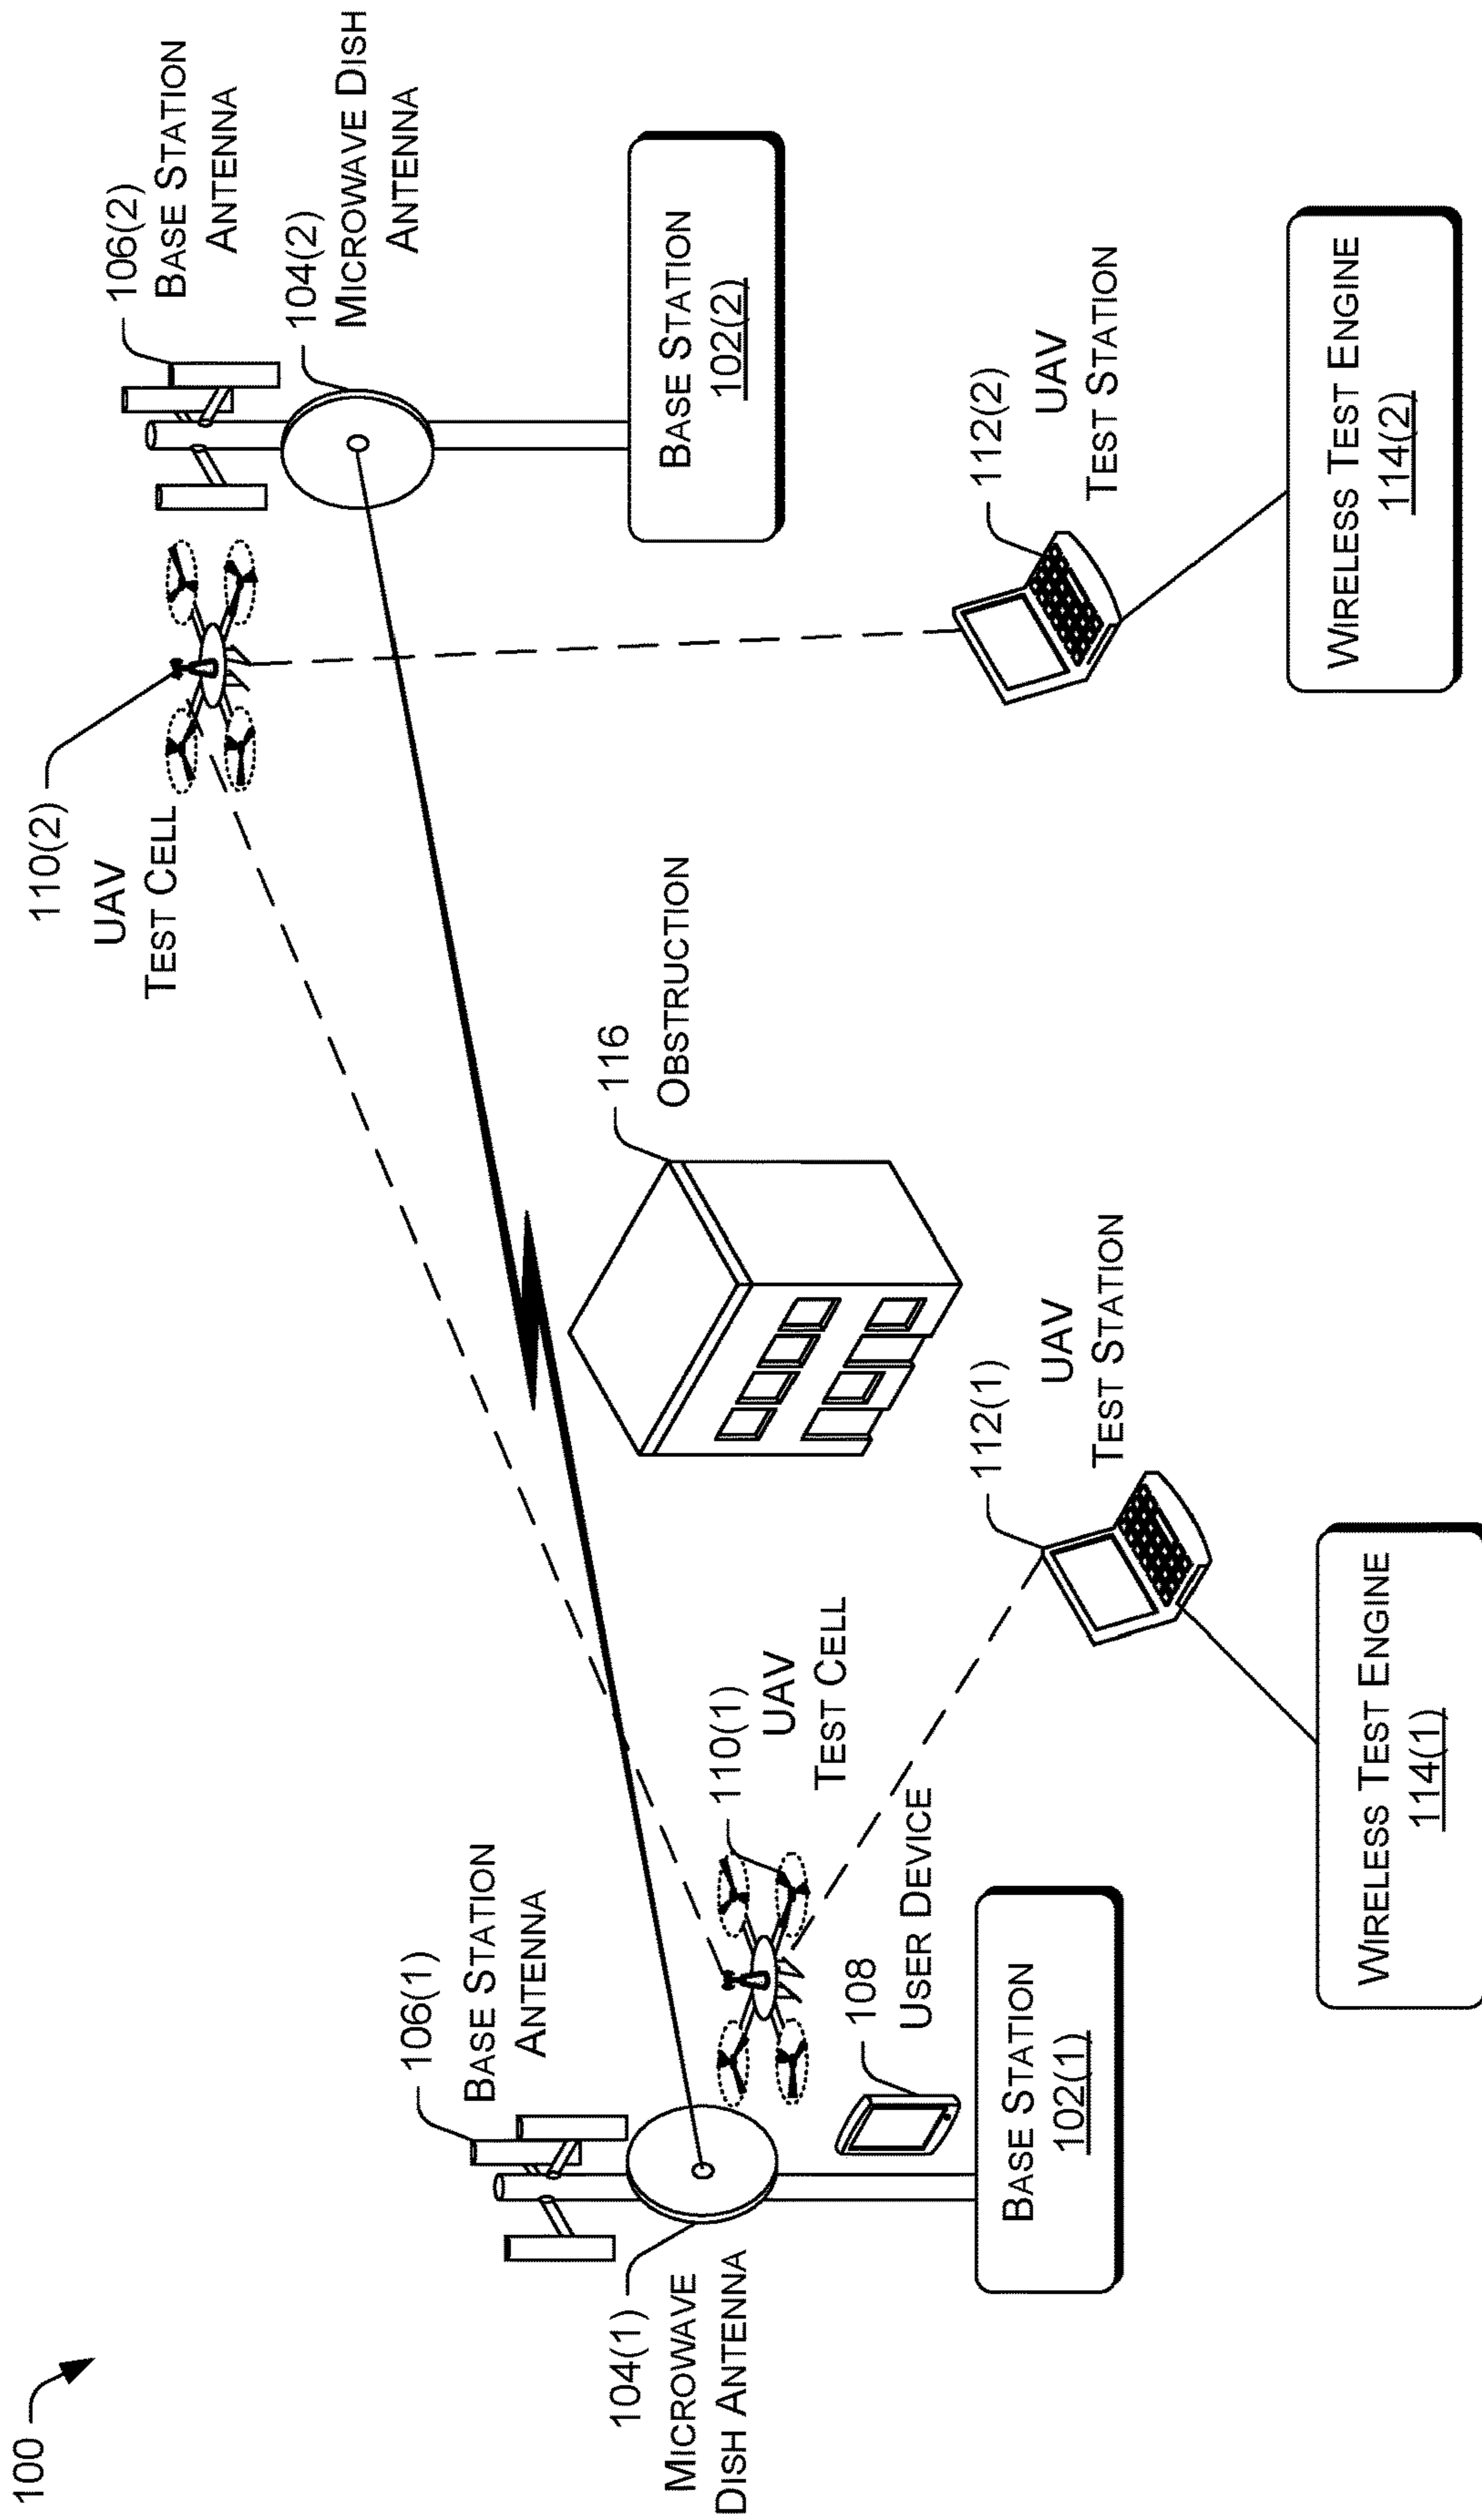 100
106(2)
BASE STATION
ANTENNA
104(2)
MICROWAVE DISH
ANTENNA
BASE STATION
102(2)
110(2)
UAV
TEST CELL
116
OBSTRUCTION
112(2)
UAV
TEST STATION
WIRELESS TEST ENGINE
114(2)
106(1)
BASE STATION
ANTENNA
104(1)
MICROWAVE
DISH ANTENNA
110(1)
UAV
TEST CELL
108
USER DEVICE
BASE STATION
102(1)
112(1)
UAV
TEST STATION
WIRELESS TEST ENGINE
114(1)